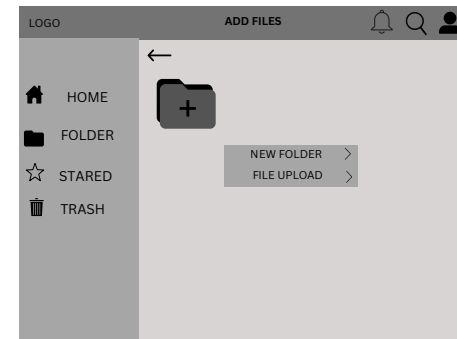 LOGO
ADD FILES
HOME
FOLDER
STARED
TRASH
NEW FOLDER
FILE UPLOAD